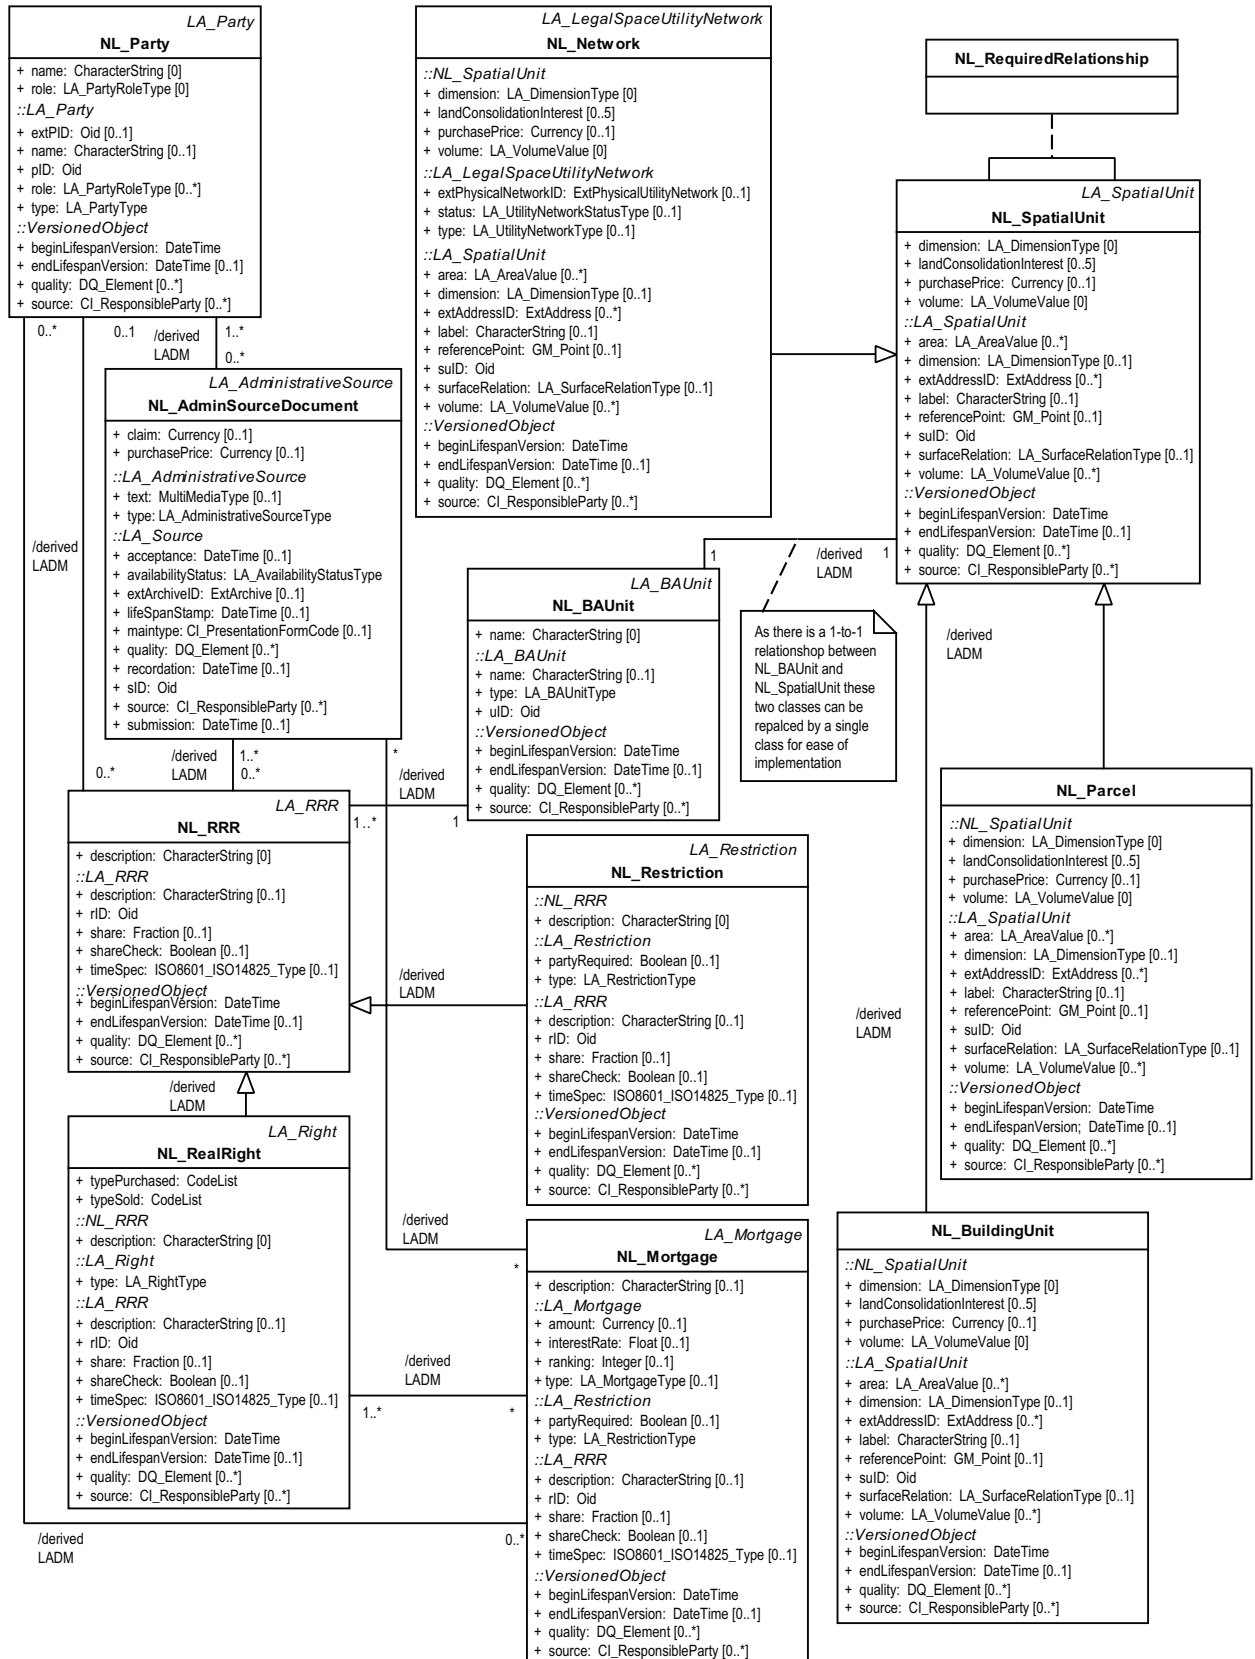 LA_Party
NL_Party
+ name: CharacterString [0]
+ role: LA_PartyRoleType [0]
::LA_Party
+ extPID: Oid [0..1]
+ name: CharacterString [0..1]
+ pID: Oid
+ role: LA_PartyRoleType [0..*]
+ type: LA_PartyType
::VersionedObject
+ beginLifespanVersion: DateTime
+ endLifespanVersion: DateTime [0..1]
+ quality: DQ_Element [0..*]
+ source: CI_ResponsibleParty [0..*]
0..*
0..1
/derived
LADM
1..*
0..*
/derived
LADM
LA_AdministrativeSource
NL_AdminSourceDocument
+ claim: Currency [0..1]
+ purchasePrice: Currency [0..1]
::LA_AdministrativeSource
+ text: MultiMediaType [0..1]
+ type: LA_AdministrativeSourceType
::LA_Source
+ acceptance: DateTime [0..1]
+ availabilityStatus: LA_AvailabilityStatusType
+ extArchiveID: ExtArchive [0..1]
+ lifeSpanStamp: DateTime [0..1]
+ maintype: CI_PresentationFormCode [0..1]
+ quality: DQ_Element [0..*]
+ recordation: DateTime [0..1]
+ sID: Oid
+ source: CI_ResponsibleParty [0..*]
+ submission: DateTime [0..1]
0..*
/derived
LADM
1..*
0..*
*
/derived
LADM
LA_RRR
NL_RRR
+ description: CharacterString [0]
::LA_RRR
+ description: CharacterString [0..1]
+ rID: Oid
+ share: Fraction [0..1]
+ shareCheck: Boolean [0..1]
+ timeSpec: ISO8601_ISO14825_Type [0..1]
::VersionedObject
+ beginLifespanVersion: DateTime
+ endLifespanVersion: DateTime [0..1]
+ quality: DQ_Element [0..*]
+ source: CI_ResponsibleParty [0..*]
1..*
1
/derived
LADM
/derived
LADM
LA_Right
NL_RealRight
+ typePurchased: CodeList
+ typeSold: CodeList
::NL_RRR
+ description: CharacterString [0]
::LA_Right
+ type: LA_RightType
::LA_RRR
+ description: CharacterString [0..1]
+ rID: Oid
+ share: Fraction [0..1]
+ shareCheck: Boolean [0..1]
+ timeSpec: ISO8601_ISO14825_Type [0..1]
::VersionedObject
+ beginLifespanVersion: DateTime
+ endLifespanVersion: DateTime [0..1]
+ quality: DQ_Element [0..*]
+ source: CI_ResponsibleParty [0..*]
/derived
LADM
*
/derived
LADM
1..*
*
/derived
LADM
0..*
LA_LegalSpaceUtilityNetwork
NL_Network
::NL_SpatialUnit
+ dimension: LA_DimensionType [0]
+ landConsolidationInterest [0..5]
+ purchasePrice: Currency [0..1]
+ volume: LA_VolumeValue [0]
::LA_LegalSpaceUtilityNetwork
+ extPhysicalNetworkID: ExtPhysicalUtilityNetwork [0..1]
+ status: LA_UtilityNetworkStatusType [0..1]
+ type: LA_UtilityNetworkType [0..1]
::LA_SpatialUnit
+ area: LA_AreaValue [0..*]
+ dimension: LA_DimensionType [0..1]
+ extAddressID: ExtAddress [0..*]
+ label: CharacterString [0..1]
+ referencePoint: GM_Point [0..1]
+ suID: Oid
+ surfaceRelation: LA_SurfaceRelationType [0..1]
+ volume: LA_VolumeValue [0..*]
::VersionedObject
+ beginLifespanVersion: DateTime
+ endLifespanVersion: DateTime [0..1]
+ quality: DQ_Element [0..*]
+ source: CI_ResponsibleParty [0..*]
1
/derived
LADM
1
LA_BAUnit
NL_BAUnit
+ name: CharacterString [0]
::LA_BAUnit
+ name: CharacterString [0..1]
+ type: LA_BAUnitType
+ uID: Oid
::VersionedObject
+ beginLifespanVersion: DateTime
+ endLifespanVersion: DateTime [0..1]
+ quality: DQ_Element [0..*]
+ source: CI_ResponsibleParty [0..*]
As there is a 1-to-1
relationshop between
NL_BAUnit and
NL_SpatialUnit these
two classes can be
repalced by a single
class for ease of
implementation
LA_Restriction
NL_Restriction
::NL_RRR
+ description: CharacterString [0]
::LA_Restriction
+ partyRequired: Boolean [0..1]
+ type: LA_RestrictionType
::LA_RRR
+ description: CharacterString [0..1]
+ rID: Oid
+ share: Fraction [0..1]
+ shareCheck: Boolean [0..1]
+ timeSpec: ISO8601_ISO14825_Type [0..1]
::VersionedObject
+ beginLifespanVersion: DateTime
+ endLifespanVersion: DateTime [0..1]
+ quality: DQ_Element [0..*]
+ source: CI_ResponsibleParty [0..*]
LA_Mortgage
NL_Mortgage
+ description: CharacterString [0..1]
::LA_Mortgage
+ amount: Currency [0..1]
+ interestRate: Float [0..1]
+ ranking: Integer [0..1]
+type: LA_MortgageType [0..1]
::LA_Restriction
+ partyRequired: Boolean [0..1]
+ type: LA_RestrictionType
::LA_RRR
+ description: CharacterString [0..1]
+ rID: Oid
+ share: Fraction [0..1]
+ shareCheck: Boolean [0..1]
+ timeSpec: ISO8601_ISO14825_Type [0..1]
::VersionedObject
+ beginLifespanVersion: DateTime
+ endLifespanVersion: DateTime [0..1]
+ quality: DQ_Element [0..*]
+ source: CI_ResponsibleParty [0..*]
NL_RequiredRelationship
LA_SpatialUnit
NL_SpatialUnit
+ dimension: LA_DimensionType [0]
+ landConsolidationInterest [0..5]
+ purchasePrice: Currency [0..1]
+ volume: LA_VolumeValue [0]
::LA_SpatialUnit
+ area: LA_AreaValue [0..*]
+ dimension: LA_DimensionType [0..1]
+ extAddressID: ExtAddress [0..*]
+ label: CharacterString [0..1]
+ referencePoint: GM_Point [0..1]
+ suID: Oid
+ surfaceRelation: LA_SurfaceRelationType [0..1]
+ volume: LA_VolumeValue [0..*]
::VersionedObject
+ beginLifespanVersion: DateTime
+ endLifespanVersion: DateTime [0..1]
+ quality: DQ_Element [0..*]
+ source: CI_ResponsibleParty [0..*]
/derived
LADM
NL_Parcel
::NL_SpatialUnit
+ dimension: LA_DimensionType [0]
+ landConsolidationInterest [0..5]
+ purchasePrice: Currency [0..1]
+ volume: LA_VolumeValue [0]
::LA_SpatialUnit
+ area: LA_AreaValue [0..*]
+ dimension: LA_DimensionType [0..1]
+ extAddressID: ExtAddress [0..*]
+ label: CharacterString [0..1]
+ referencePoint: GM_Point [0..1]
+ suID: Oid
+ surfaceRelation: LA_SurfaceRelationType [0..1]
+ volume: LA_VolumeValue [0..*]
::VersionedObject
+ beginLifespanVersion: DateTime
+ endLifespanVersion; DateTime [0..1]
+ quality: DQ_Element [0..*]
+ source: CI_ResponsibleParty [0..*]
/derived
LADM
NL_BuildingUnit
::NL_SpatialUnit
+ dimension: LA_DimensionType [0]
+ landConsolidationInterest [0..5]
+ purchasePrice: Currency [0..1]
+ volume: LA_VolumeValue [0]
::LA_SpatialUnit
+ area: LA_AreaValue [0..*]
+ dimension: LA_DimensionType [0..1]
+ extAddressID: ExtAddress [0..*]
+ label: CharacterString [0..1]
+ referencePoint: GM_Point [0..1]
+ suID: Oid
+ surfaceRelation: LA_SurfaceRelationType [0..1]
+ volume: LA_VolumeValue [0..*]
::VersionedObject
+ beginLifespanVersion: DateTime
+ endLifespanVersion: DateTime [0..1]
+ quality: DQ_Element [0..*]
+ source: CI_ResponsibleParty [0..*]